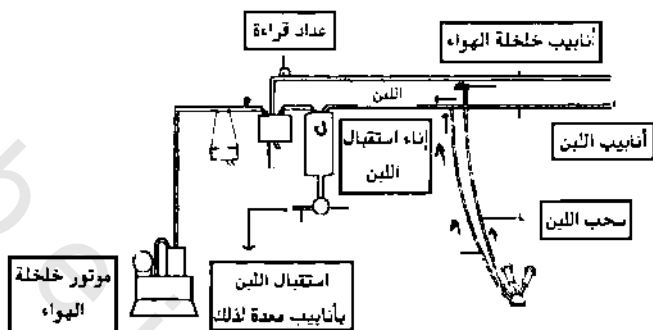 عداد قراءة
أنابيب خلخلة الهواء
اللبن
إناء استقبال
اللبن
أنابيب اللبن
سحب اللبن
موتور خلخلة
الهواء
استقبال اللبن
بأنابيب معدة لذلك